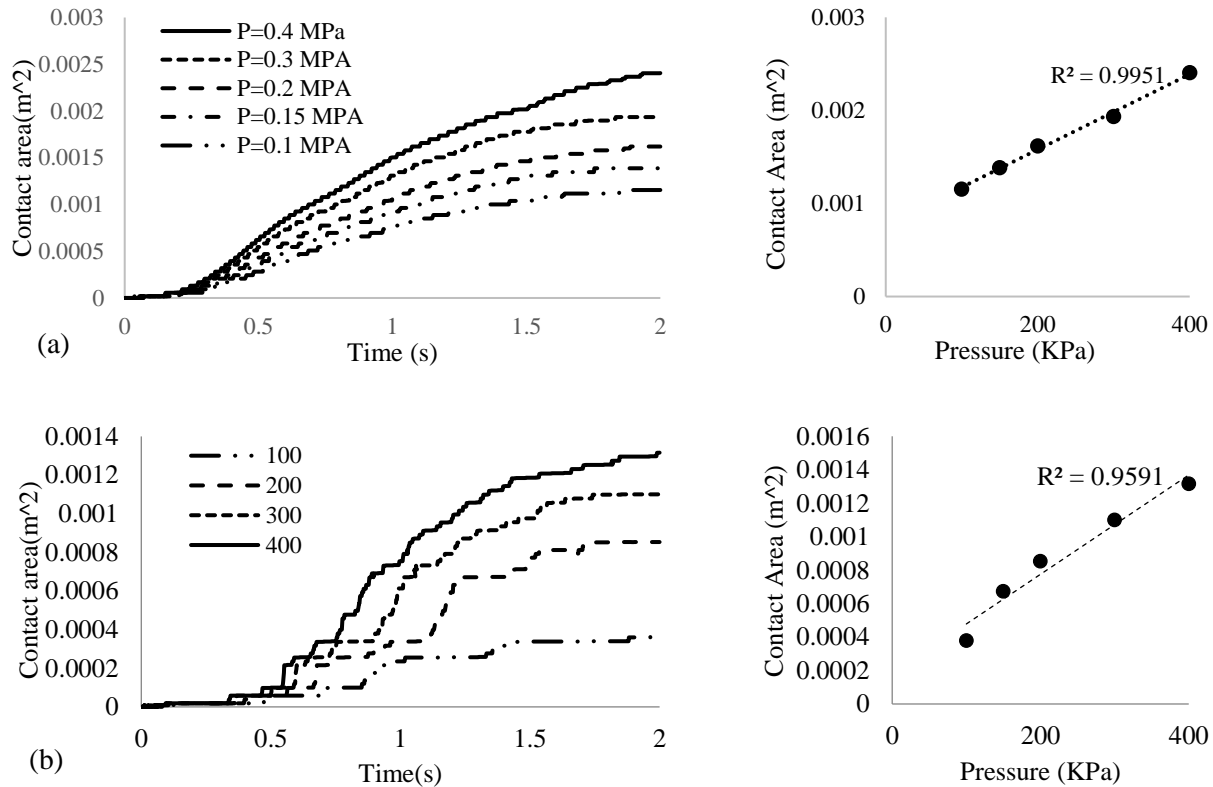 0.003
0.0025
0.002
0.0015
0.001
0.0005
0
Contact area(m^2)
P=0.4 MPa
P=0.3 MPA
P=0.2 MPA
P=0.15 MPA
P=0.1 MPA
0 0.5 1 1.5 2
Time (s)
(a)
0.003
0.002
0.001
0
Contact Area (m^2)
R² = 0.9951
0 200 400
Pressure (KPa)
0.0014
0.0012
0.001
0.0008
0.0006
0.0004
0.0002
0
Contact area(m^2)
100
200
300
400
0 0.5 1 1.5 2
Time(s)
(b)
0.0016
0.0014
0.0012
0.001
0.0008
0.0006
0.0004
0.0002
0
Contact Area (m^2)
R² = 0.9591
0 200 400
Pressure (KPa)